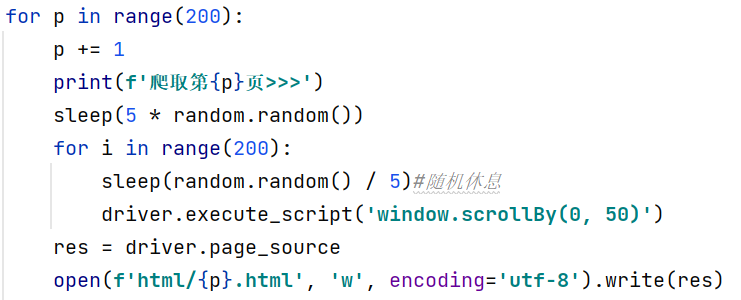 for p in range(200):
    p += 1
    print(f'爬取第{p}页>>>')
    sleep(5 * random.random())
    for i in range(200):
        sleep(random.random() / 5)#随机休息
        driver.execute_script('window.scrollBy(0, 50)')
    res = driver.page_source
    open(f'html/{p}.html', 'w', encoding='utf-8').write(res)